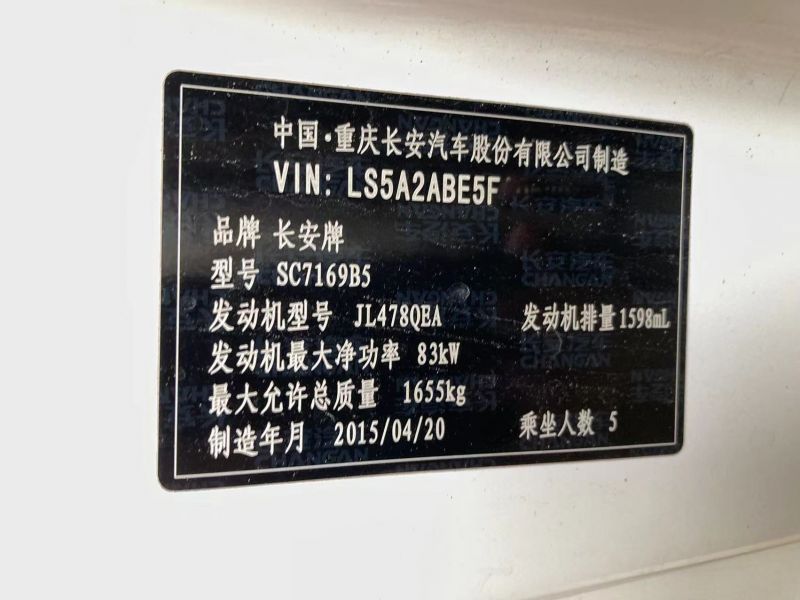 中国·重庆长安汽车股份有限公司制造
VIN: LS5A2ABE5F
品牌 长安牌
型号 SC7169B5
发动机型号 JL478QEA 发动机排量 1598mL
发动机最大净功率 83kW
最大允许总质量 1655kg
制造年月 2015/04/20 乘坐人数 5